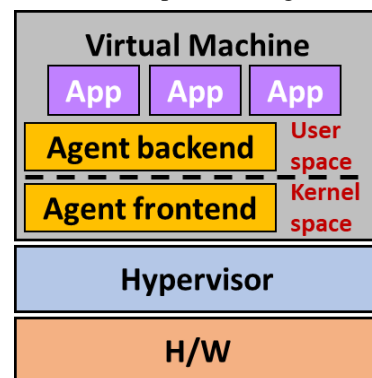 Virtual Machine
App App App
Agent backend
User
space
Agent frontend
Kernel
space
Hypervisor
H/W